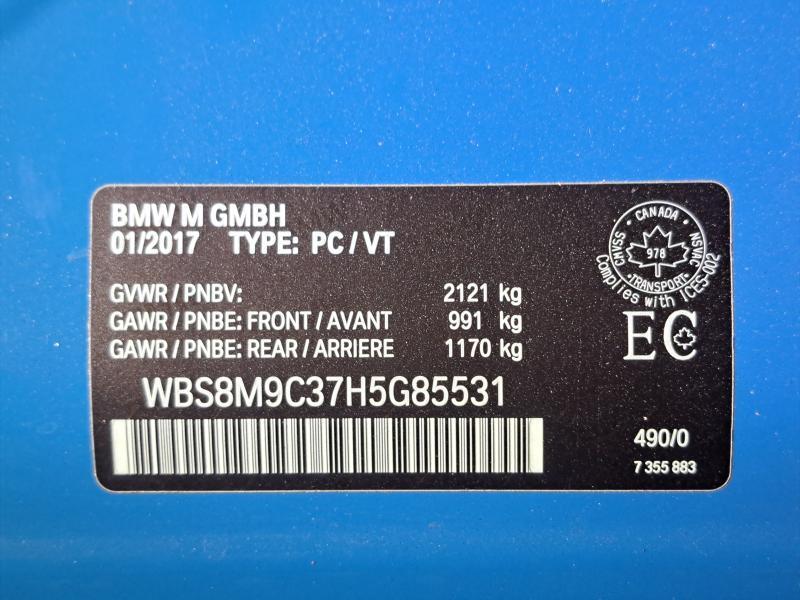 BMW M GMBH
01/2017 TYPE: PC / VT
GVWR / PNBV: 2121 kg
GAWR / PNBE: FRONT / AVANT 991 kg
GAWR / PNBE: REAR / ARRIERE 1170 kg
WBS8M9C37H5G85531
CANADA
CMVSS
978
NSVAC
TRANSPORT
Complies with ICES-002
EC
490/0
7 355 883